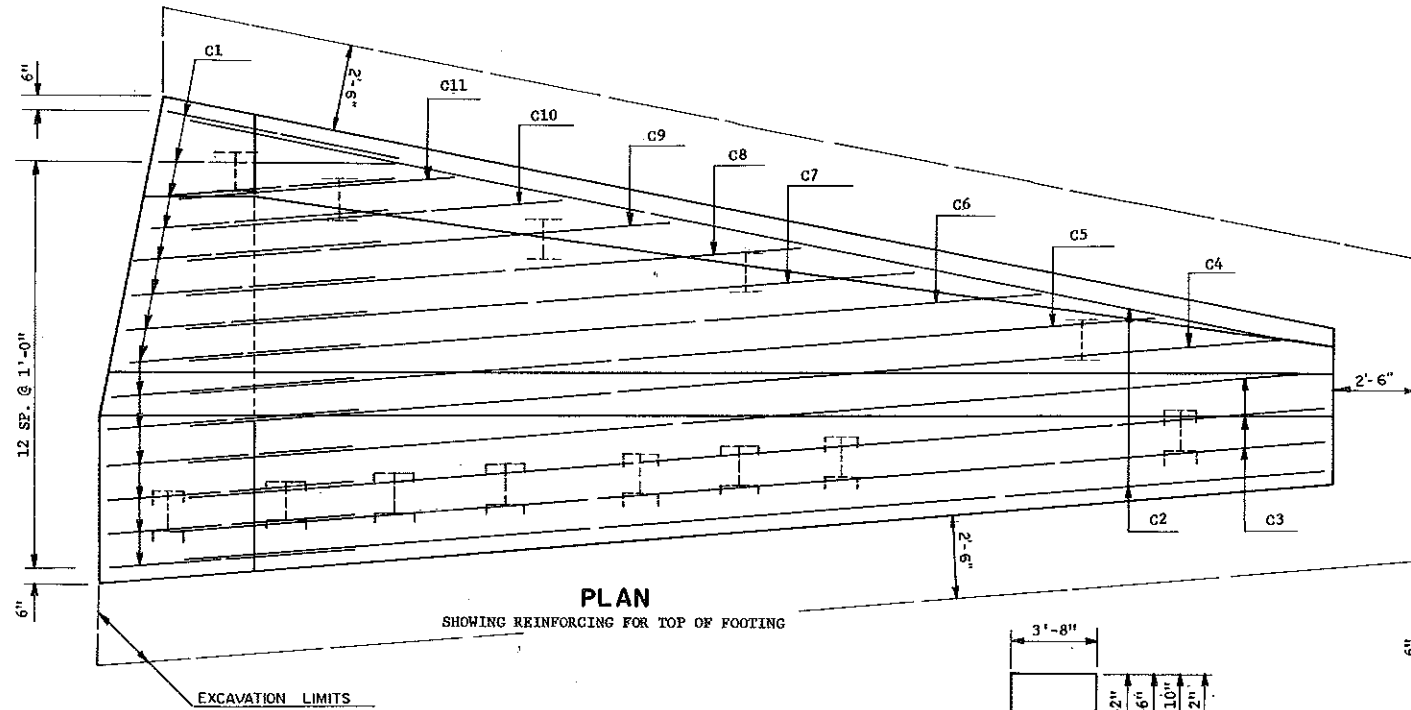 6"
C1
2'-6"
C11
C10
C9
C8
C7
C6
C5
C4
12 SP. @ 1'-0"
2'-6"
C2
C3
2'-6"
6"
PLAN
SHOWING REINFORCING FOR TOP OF FOOTING
EXCAVATION LIMITS
3'-8"
6"
2"
6"
10"
2"